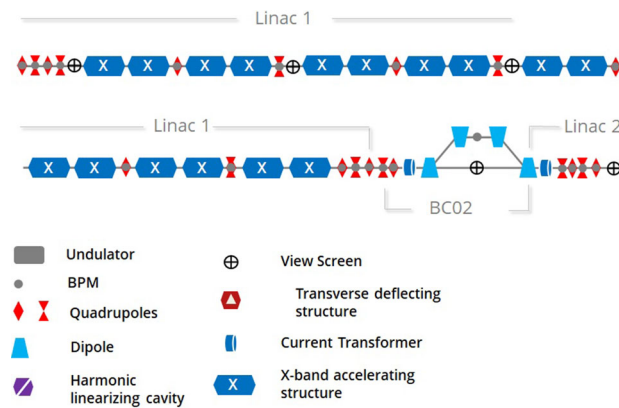 Linac 1
X X X X X X X X X X
Linac 1
Linac 2
X X X X X X
BC02
Undulator
BPM
Quadrupoles
Dipole
Harmonic
linearizing cavity
View Screen
Transverse deflecting
structure
Current Transformer
X
X-band accelerating
structure